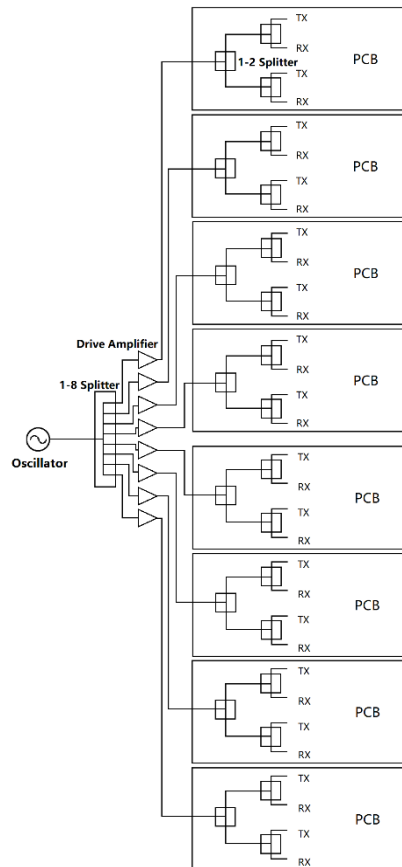 TX
1-2 Splitter
RX
PCB
TX
RX
TX
RX
PCB
TX
RX
TX
RX
PCB
TX
RX
Drive Amplifier
1-8 Splitter
Oscillator
TX
RX
PCB
TX
RX
TX
RX
PCB
TX
RX
TX
RX
PCB
TX
RX
TX
RX
PCB
TX
RX
TX
RX
PCB
TX
RX